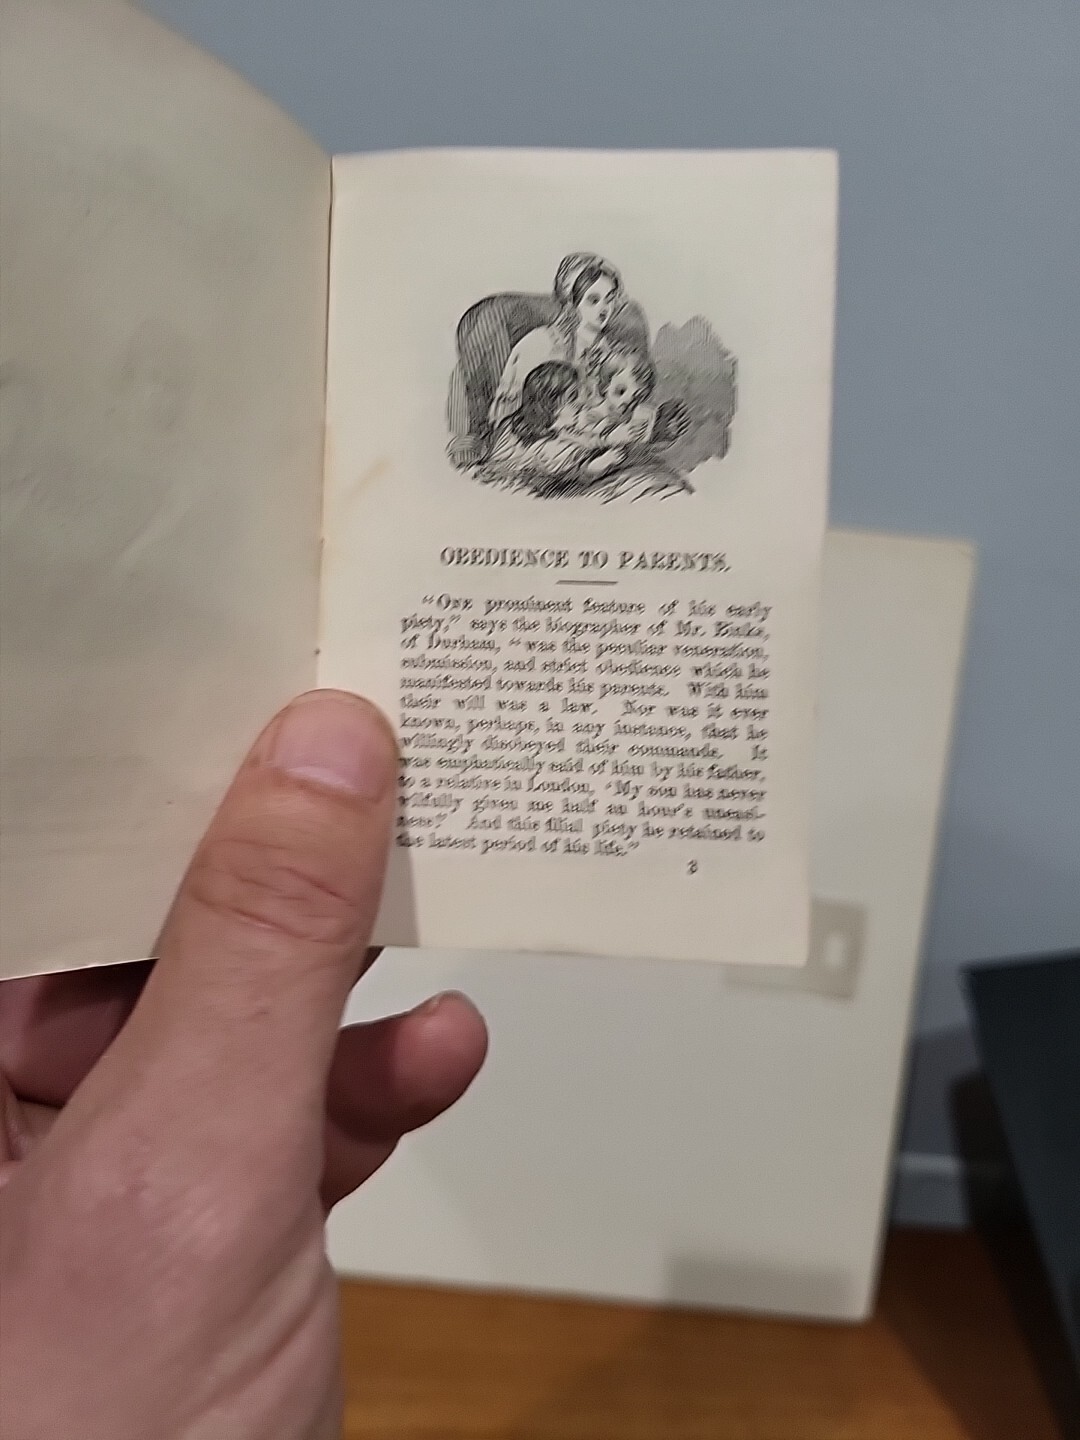 OBEDIENCE TO PARENTS.
"ONE prominent feature of his early
piety," says the biographer of Mr.
of Durham, "was the peculiar veneration,
submission, and strict obedience which he
manifested towards his parents. With him
their will was a law. Nor was it ever
known, perhaps, in any instance, that he
willingly disobeyed their commands. It
was emphatically said of him by his father,
to a relative in London, 'My son has never
wilfully given me half an hour's uneasi-
ness!' And this filial piety he retained to
the latest period of his life."
3